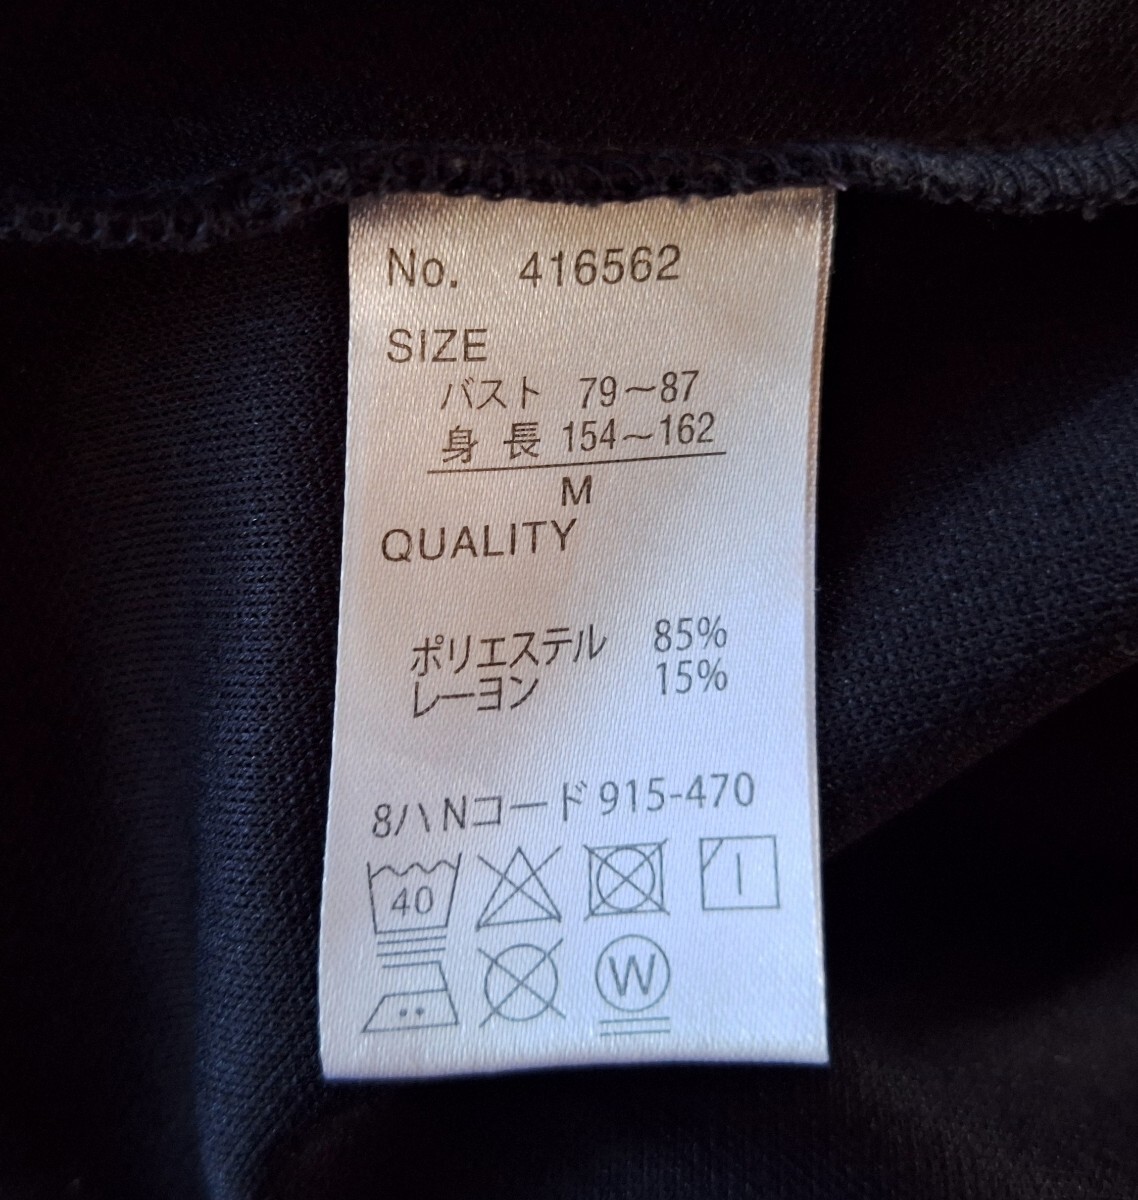 No. 416562
SIZE
バスト 79～87
身長 154～162
M
QUALITY
ポリエステル 85%
レーヨン 15%
8ハNコード915-470
40
W